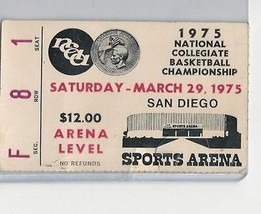 SEAT
1
ROW
8
SEC.
F
ncaa
1975
NATIONAL
COLLEGIATE
BASKETBALL
CHAMPIONSHIP
SATURDAY-MARCH 29, 1975
SAN DIEGO
$12.00
ARENA
LEVEL
NO REFUNDS
SPORTS ARENA